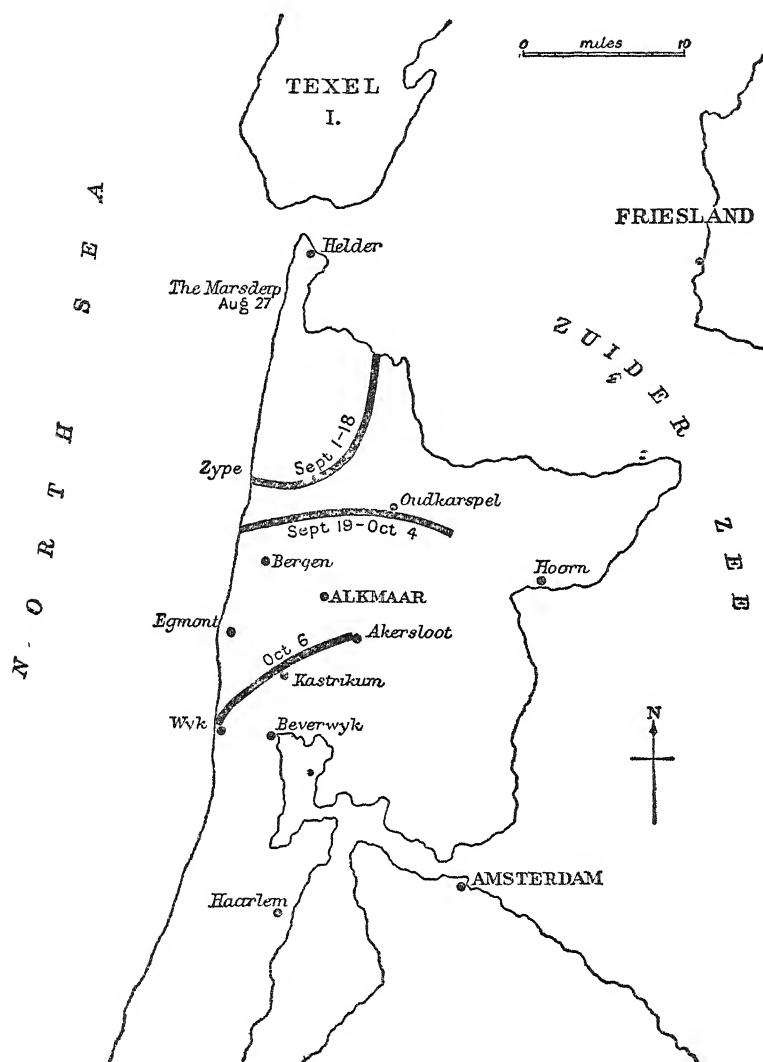 0 miles 10
TEXEL
I.
NORTH SEA
FRIESLAND
Helder
The Marsdeip
Aug 27
ZUIDER ZEE
Sept 1-18
Zype
Oudkarspel
Sept 19-Oct 4
Bergen
Hoorn
ALKMAAR
Egmont
Akersloot
Oct 6
Kastrikum
N
Wyk
Beverwyk
AMSTERDAM
Haarlem